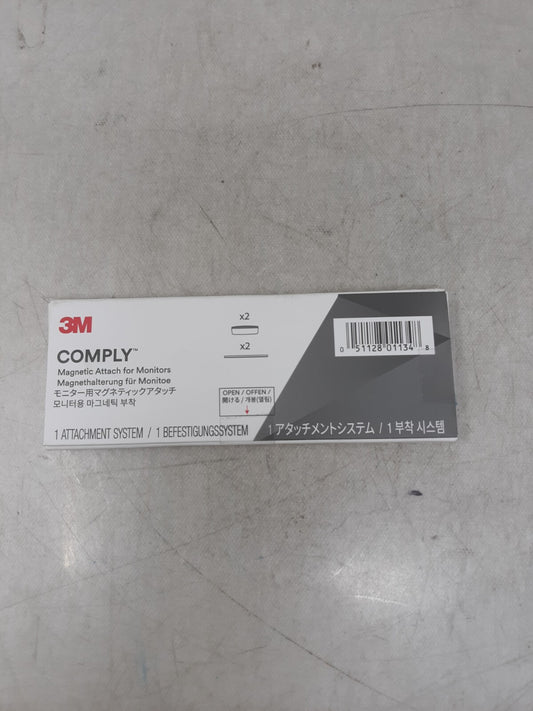 3M
COMPLY™
Magnetic Attach for Monitors
Magnethalterung für Monitoe
モニター用マグネティックアタッチ
모니터용 마그네틱 부착
x2
x2
OPEN / OFFEN /
開ける / 개봉(열림)
0 51128 01134 8
1 ATTACHMENT SYSTEM / 1 BEFESTIGUNGSSYSTEM
1 アタッチメントシステム / 1 부착 시스템